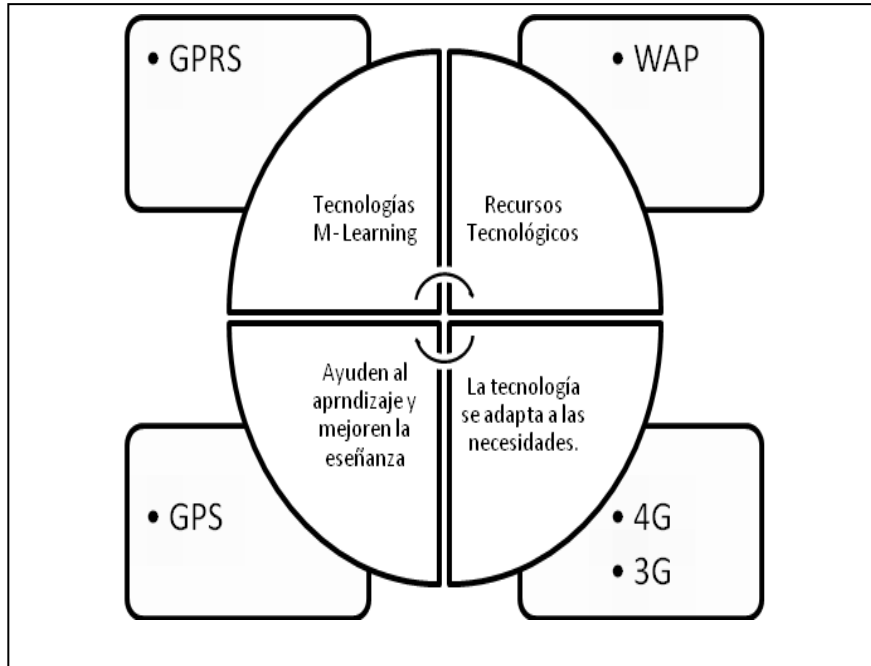 • GPRS
• WAP
Tecnologías
M-Learning
Recursos
Tecnológicos
Ayuden al
aprndizaje y
mejoren la
eseñanza
La tecnología
se adapta a las
necesidades.
• GPS
• 4G
• 3G